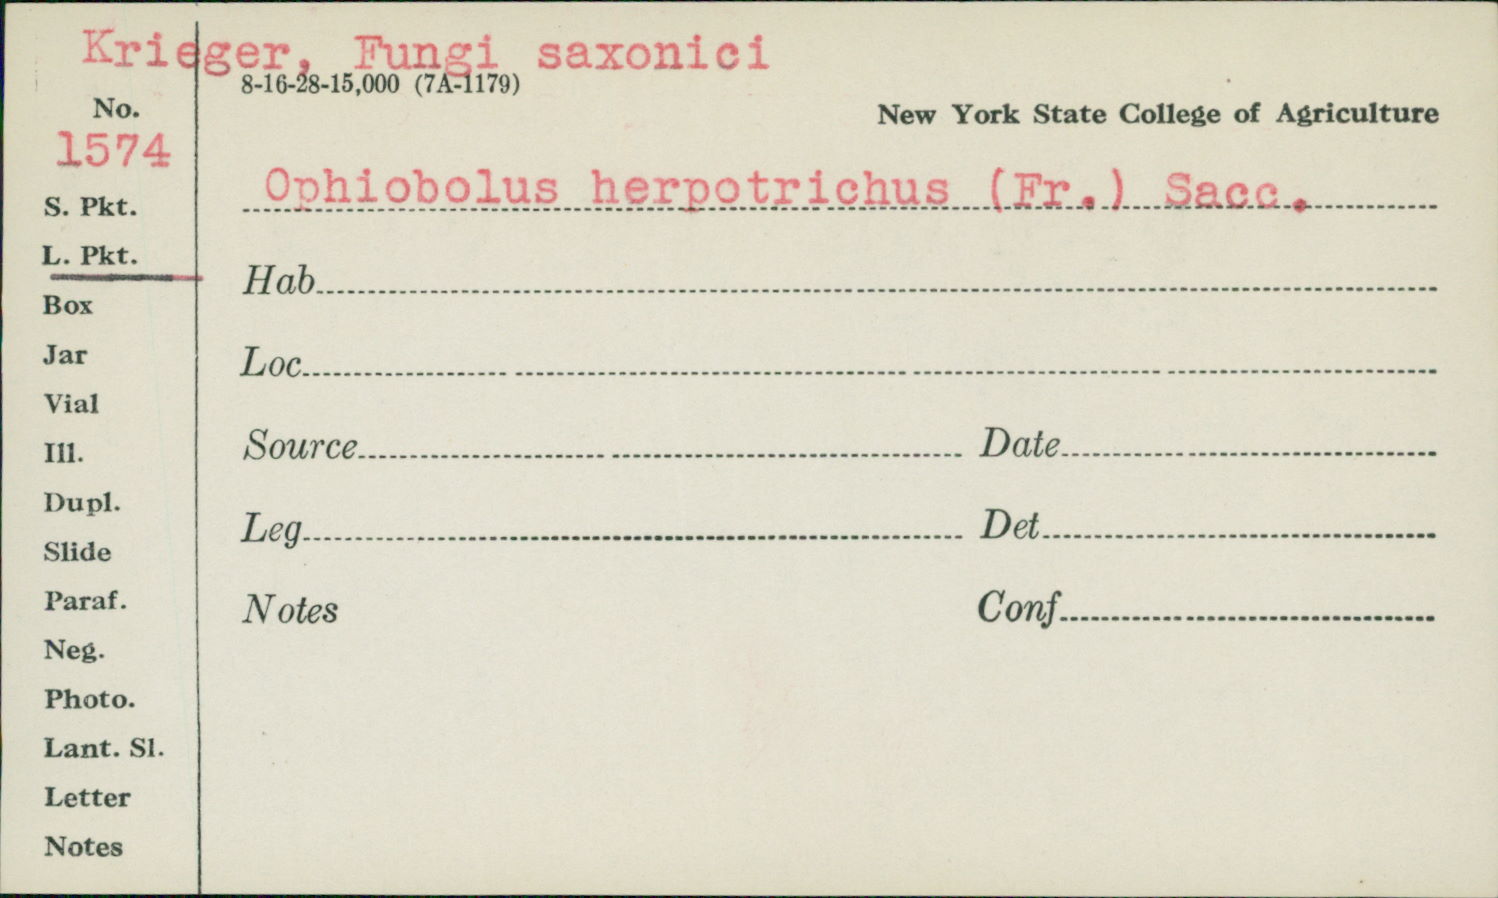 Krieger, Fungi saxonici
8-16-28-15,000 (7A-1179)
No.
New York State College of Agriculture
1574
Ophiobolus herpotrichus (Fr.) Sacc.
S. Pkt.
L. Pkt.
Hab
Box
Jar
Loc
Vial
Source Date
Ill.
Dupl.
Leg Det
Slide
Paraf.
Notes Conf
Neg.
Photo.
Lant. Sl.
Letter
Notes